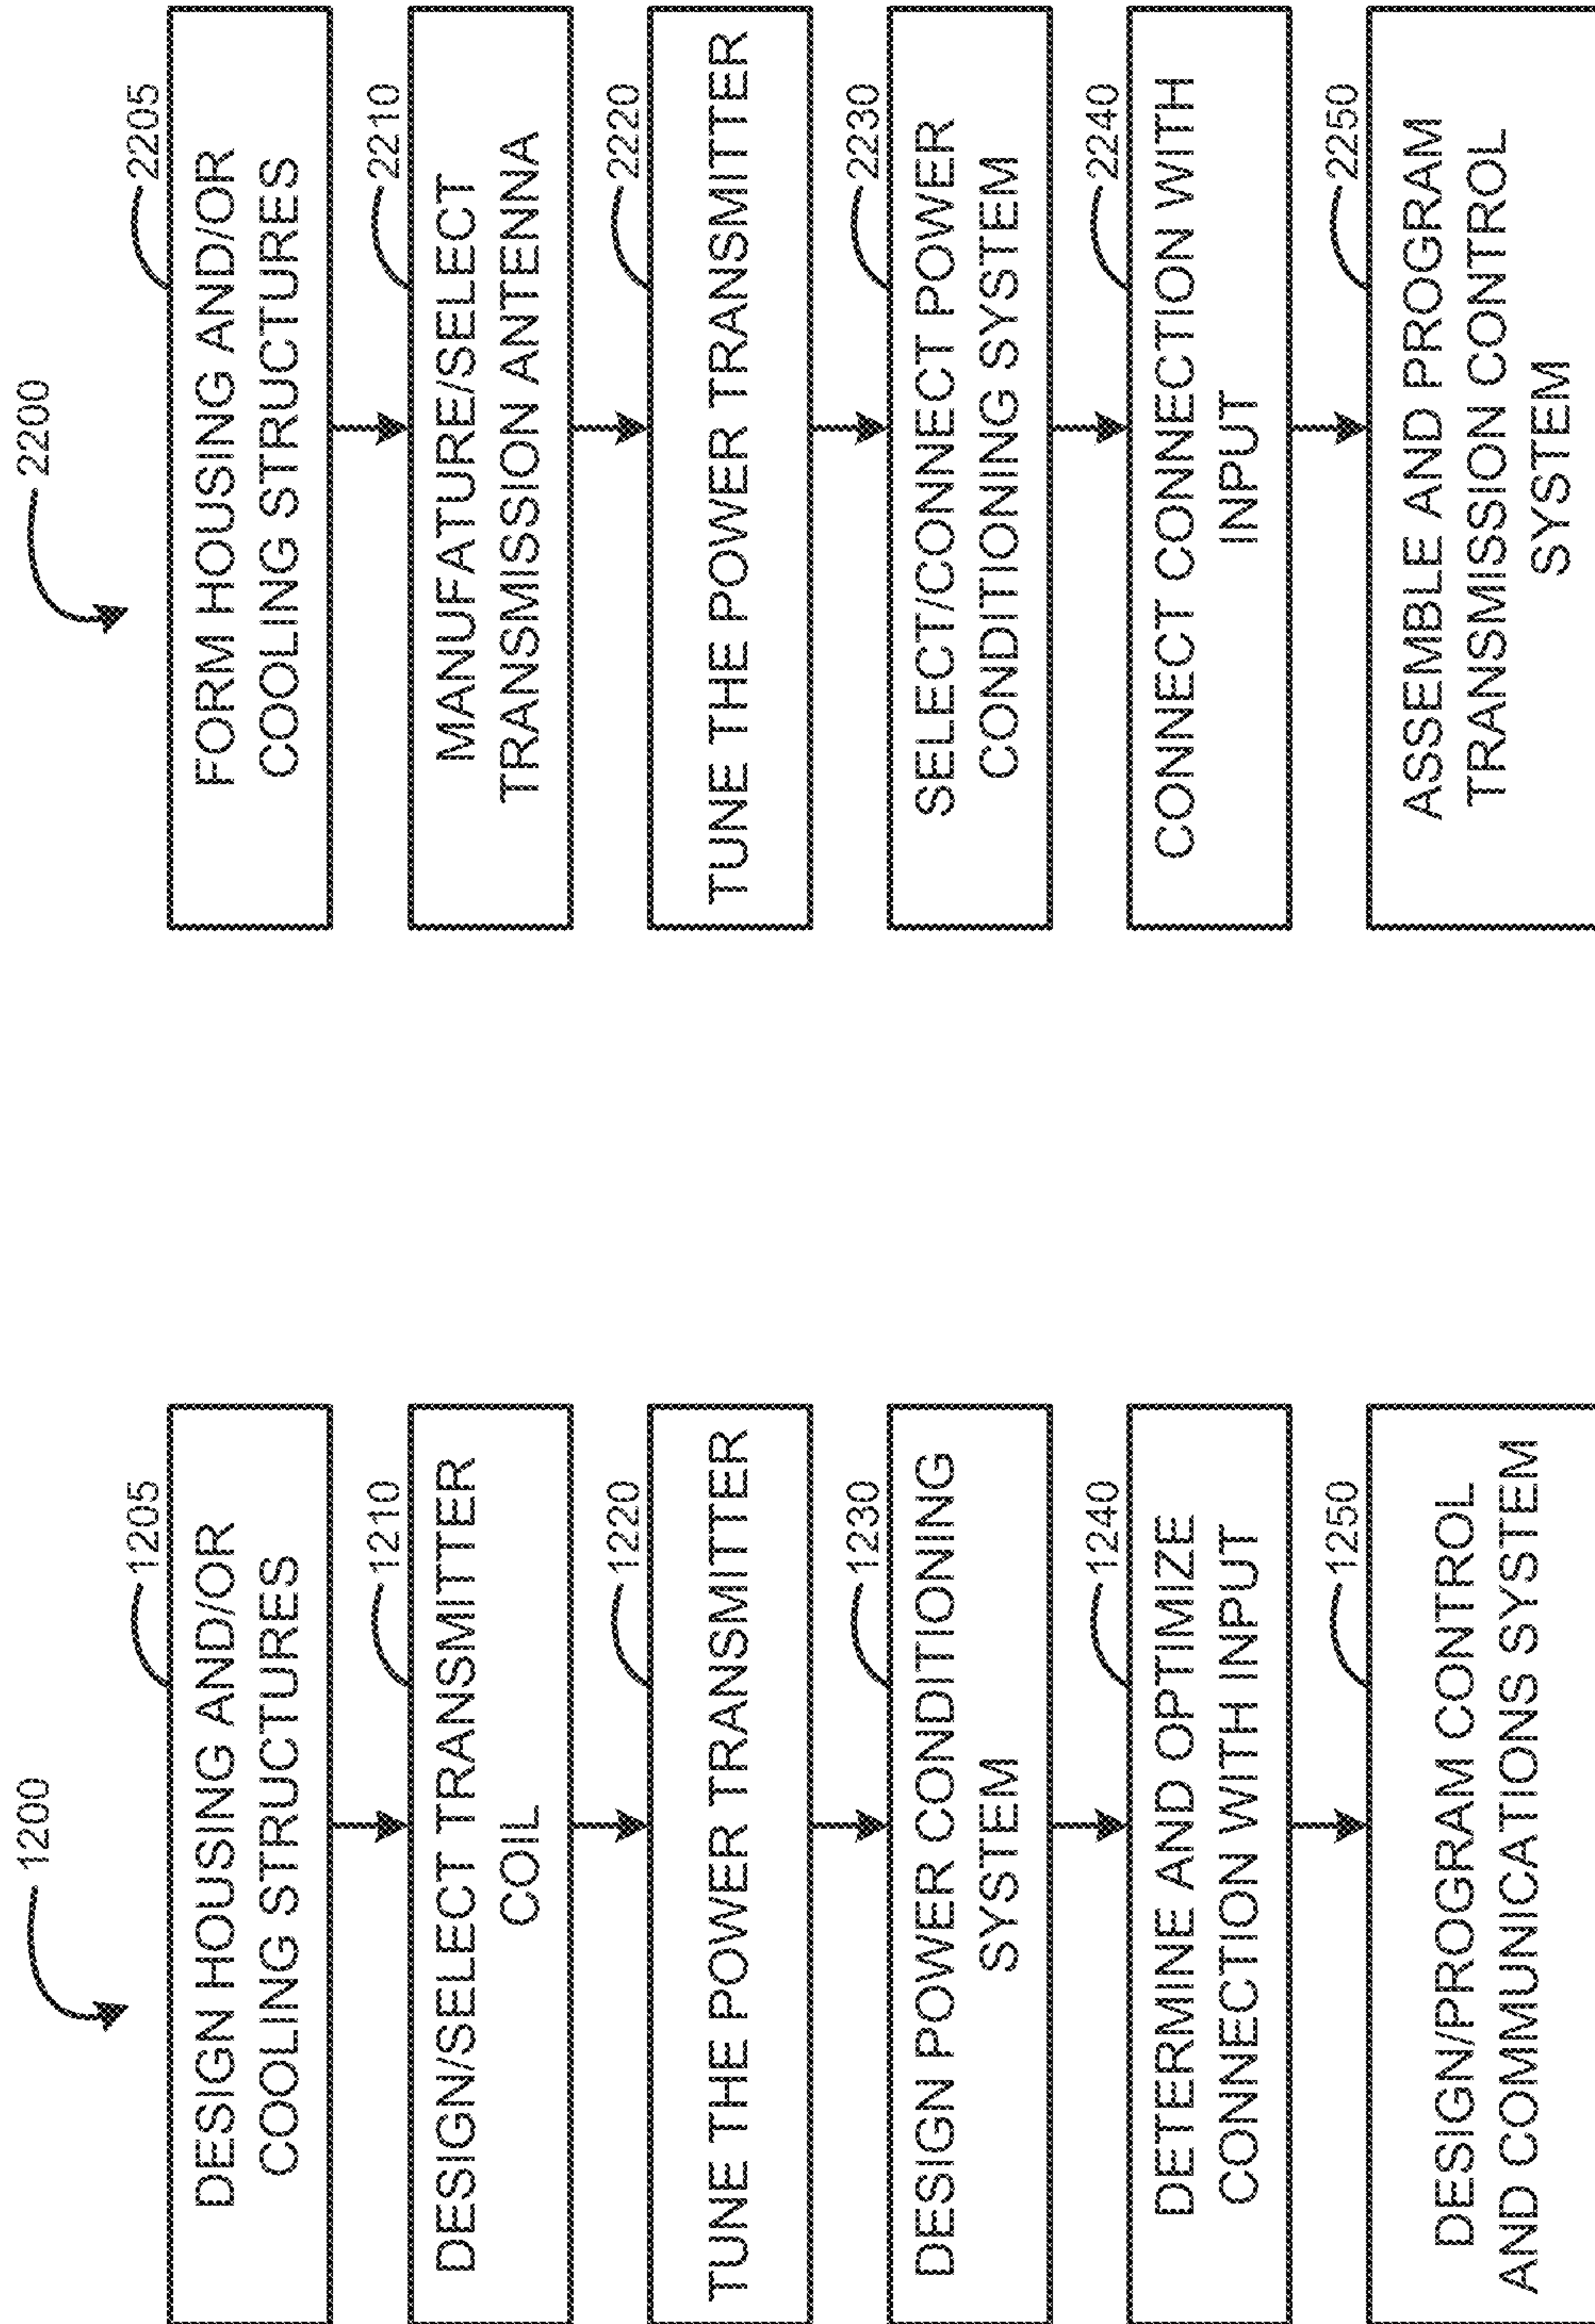 1200
1205
DESIGN HOUSING AND/OR
COOLING STRUCTURES
1210
DESIGN/SELECT TRANSMITTER
COIL
1220
TUNE THE POWER TRANSMITTER
1230
DESIGN POWER CONDITIONING
SYSTEM
1240
DETERMINE AND OPTIMIZE
CONNECTION WITH INPUT
1250
DESIGN/PROGRAM CONTROL
AND COMMUNICATIONS SYSTEM
2200
2205
FORM HOUSING AND/OR
COOLING STRUCTURES
2210
MANUFATURE/SELECT
TRANSMISSION ANTENNA
2220
TUNE THE POWER TRANSMITTER
2230
SELECT/CONNECT POWER
CONDITIONING SYSTEM
2240
CONNECT CONNECTION WITH
INPUT
2250
ASSEMBLE AND PROGRAM
TRANSMISSION CONTROL
SYSTEM